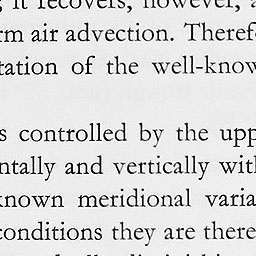 it recovers, however,
rm air advection. Theref
tation of the well-know
s controlled by the upp
ntally and vertically wit
known meridional varia
conditions they are there